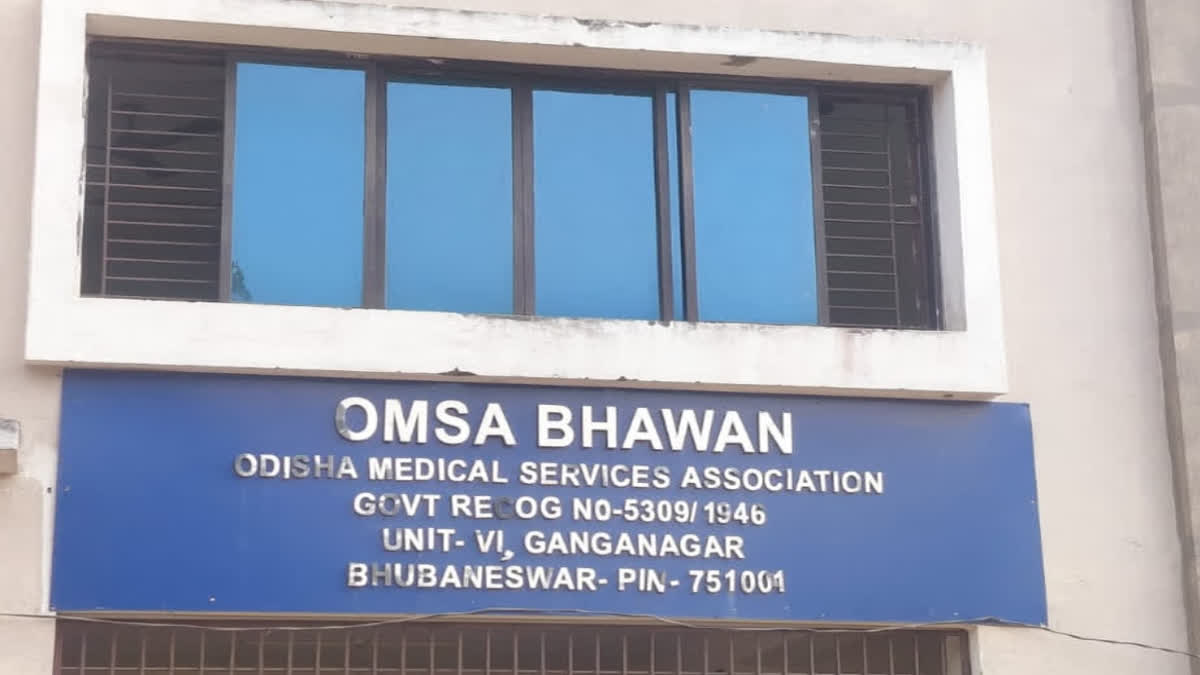 OMSA BHAWAN
ODISHA MEDICAL SERVICES ASSOCIATION
GOVT RECOG NO-5309/1946
UNIT- VI, GANGANAGAR
BHUBANESWAR- PIN- 751001